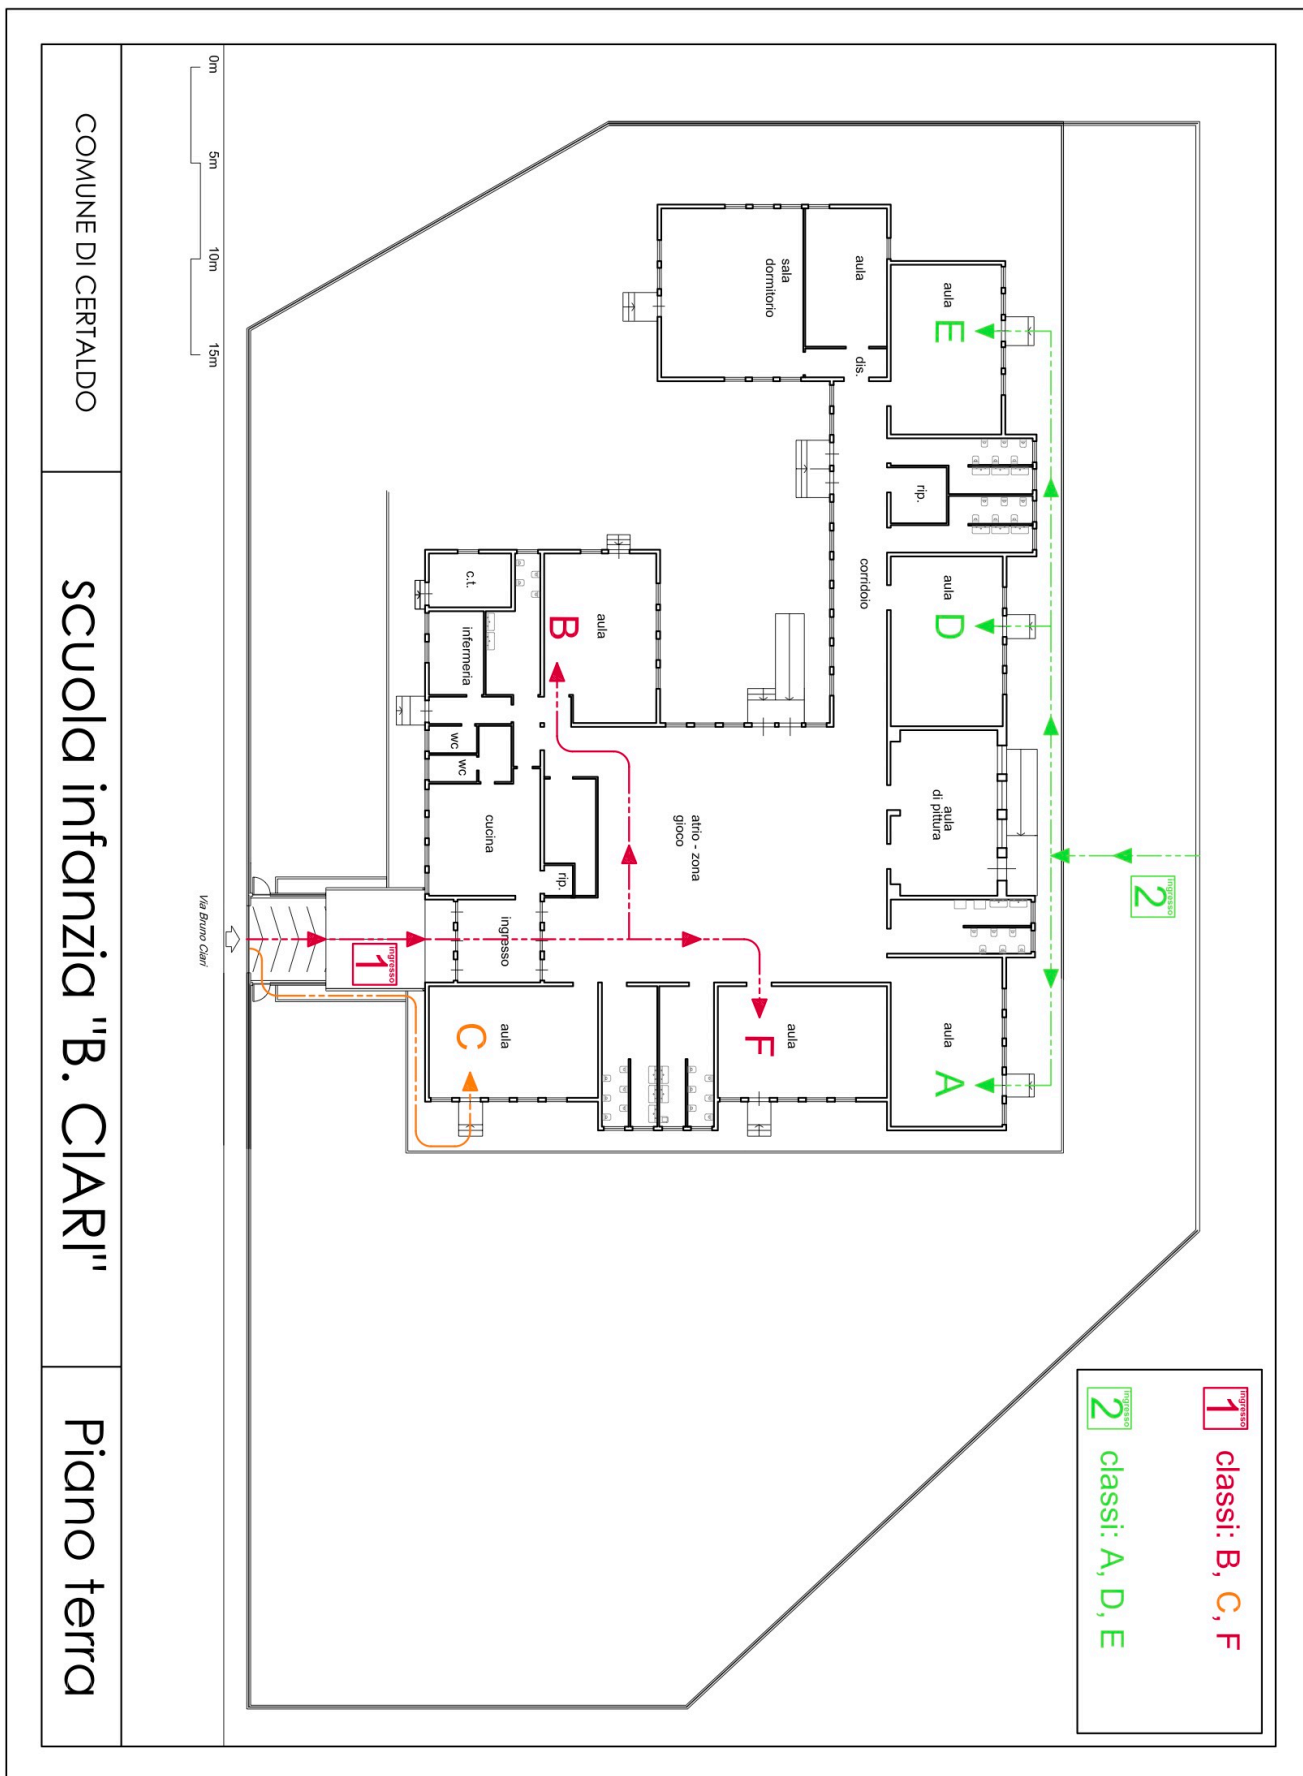 ingresso
1 classi: B, C, F
ingresso
2 classi: A, D, E
ingresso
2
aula
E
aula
sala
dormitorio
dis.
rip.
aula
D
corridoio
aula
di pittura
aula
A
aula
B
c.t.
infermeria
wc
wc
cucina
rip.
atrio - zona
gioco
ingresso
aula
F
aula
C
ingresso
1
Via Bruno Ciari
0m 5m 10m 15m
COMUNE DI CERTALDO
scuola infanzia "B. CIARI"
Piano terra